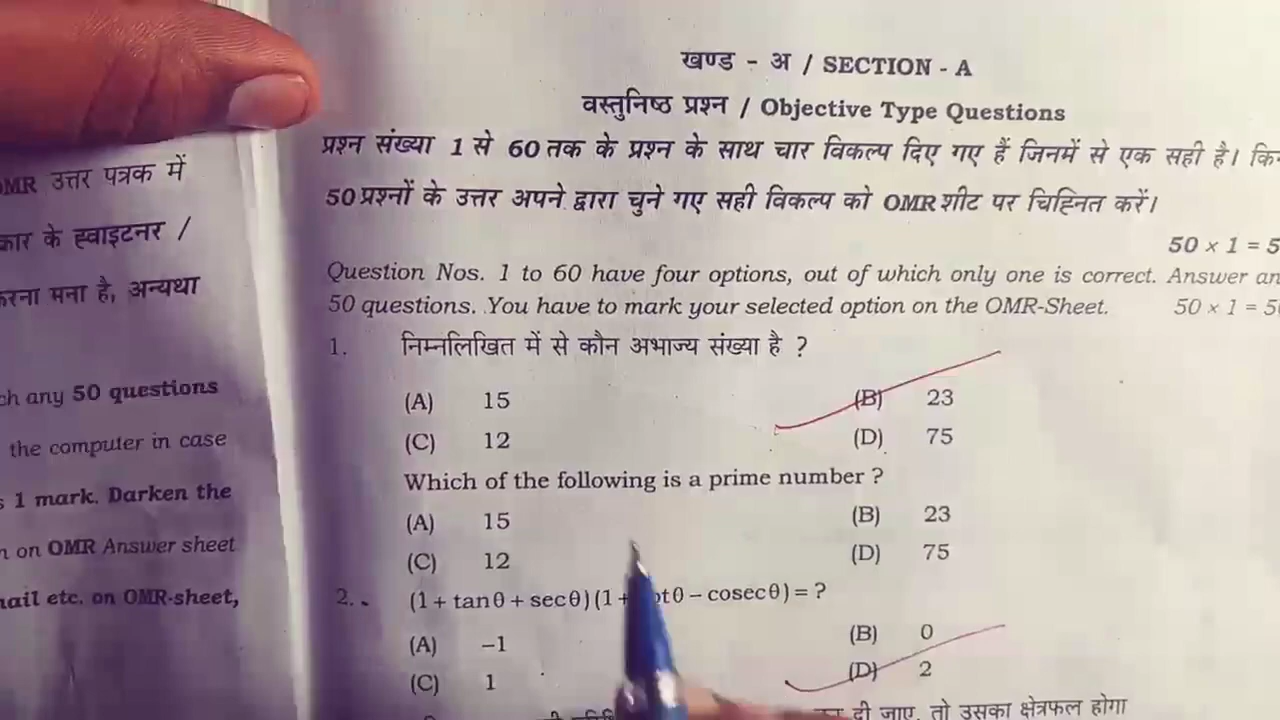 OMR उत्तर पत्रक में
कार के ह्वाइटनर /
करना मना है, अन्यथा
any 50 questions
the computer in case
1 mark. Darken the
on OMR Answer sheet
etc. on OMR-sheet,
खण्ड - अ / SECTION - A
वस्तुनिष्ठ प्रश्न / Objective Type Questions
प्रश्न संख्या 1 से 60 तक के प्रश्न के साथ चार विकल्प दिए गए हैं जिनमें से एक सही है।
50 प्रश्नों के उत्तर अपने द्वारा चुने गए सही विकल्प को OMR शीट पर चिह्नित करें।
50 × 1 = 5
Question Nos. 1 to 60 have four options, out of which only one is correct. Answer
50 questions. You have to mark your selected option on the OMR-Sheet. 50 × 1 = 5
1. निम्नलिखित में से कौन अभाज्य संख्या है ?
(A) 15 (B) 23
(C) 12 (D) 75
Which of the following is a prime number ?
(A) 15 (B) 23
(C) 12 (D) 75
2. (1 + tanθ + secθ)(1 + otθ – cosecθ) = ?
(A) –1 (B) 0
(C) 1 (D) 2
दी जाए, तो उसका क्षेत्रफल होगा